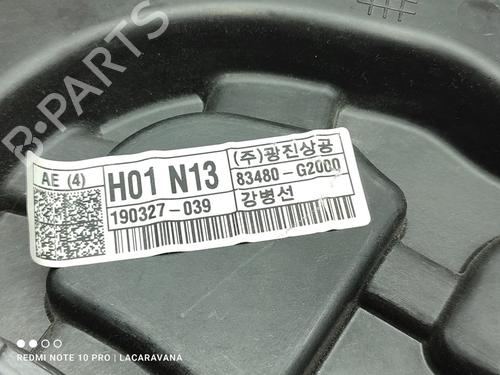 B-PARTS
AE (4)
H01 N13
190327-039
(주)광진상공
83480-G2000
강병선
REDMI NOTE 10 PRO | LACARAVANA